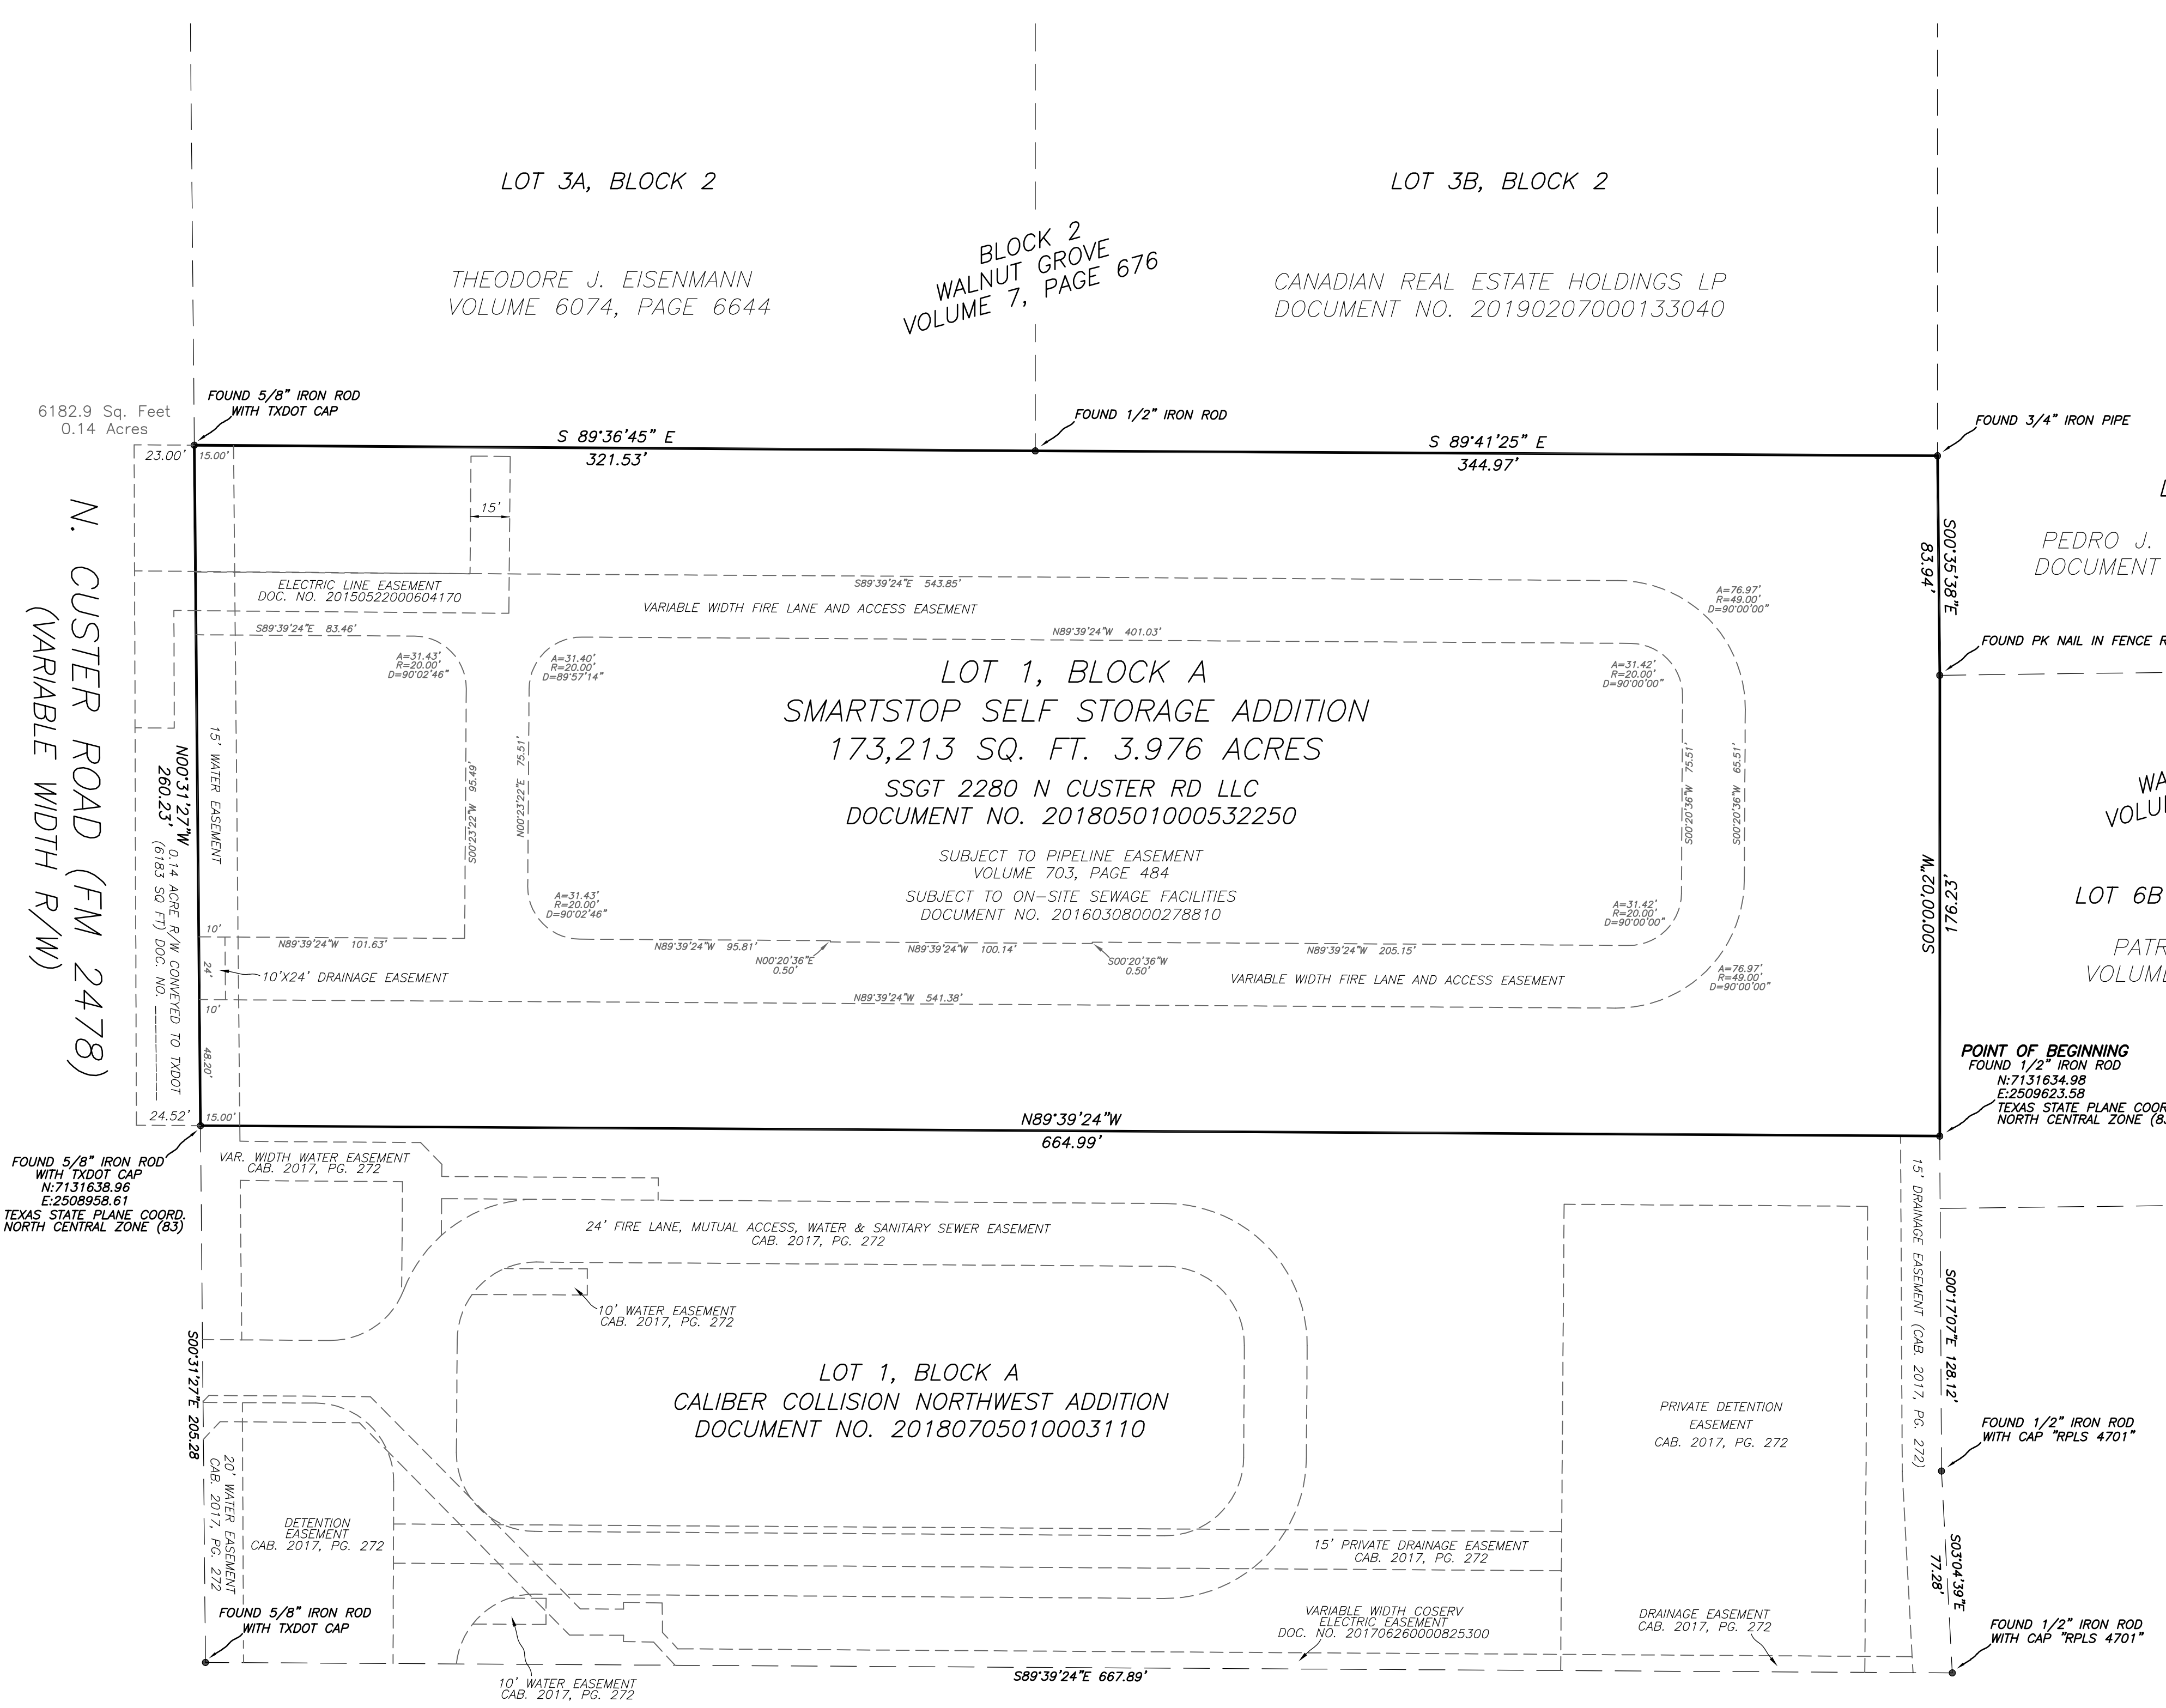 LOT 3A, BLOCK 2
LOT 3B, BLOCK 2
THEODORE J. EISENMANN
VOLUME 6074, PAGE 6644
BLOCK 2
WALNUT GROVE
VOLUME 7, PAGE 676
CANADIAN REAL ESTATE HOLDINGS LP
DOCUMENT NO. 20190207000133040
6182.9 Sq. Feet
0.14 Acres
FOUND 5/8" IRON ROD
WITH TXDOT CAP
FOUND 1/2" IRON ROD
FOUND 3/4" IRON PIPE
S 89°36'45" E
321.53'
S 89°41'25" E
344.97'
23.00'
15.00'
15'
N. CUSTER ROAD (FM 2478)
(VARIABLE WIDTH R/W)
ELECTRIC LINE EASEMENT
DOC. NO. 20150522000604170
S89°39'24"E 543.85'
VARIABLE WIDTH FIRE LANE AND ACCESS EASEMENT
A=76.97'
R=49.00'
D=90°00'00"
S00°35'38"E
83.94'
PEDRO J.
DOCUMENT
FOUND PK NAIL IN FENCE R
S89°39'24"E 83.46'
N89°39'24"W 401.03'
A=31.43'
R=20.00'
D=90°02'46"
A=31.40'
R=20.00'
D=89°57'14"
A=31.42'
R=20.00'
D=90°00'00"
LOT 1, BLOCK A
SMARTSTOP SELF STORAGE ADDITION
173,213 SQ. FT. 3.976 ACRES
SSGT 2280 N CUSTER RD LLC
DOCUMENT NO. 20180501000532250
SUBJECT TO PIPELINE EASEMENT
VOLUME 703, PAGE 484
SUBJECT TO ON-SITE SEWAGE FACILITIES
DOCUMENT NO. 20160308000278810
15' WATER EASEMENT
N00°31'27"W
260.23'
0.14 ACRE R/W CONVEYED TO TXDOT
(6183 SQ FT) DOC. NO. ____________
S00°23'22"W 95.49'
N00°23'22"E 75.51'
S00°20'36"W 75.51'
S00°20'36"W 65.51'
S00°00'02"W
176.23'
WA
VOLUM
LOT 6B
PATR
VOLUME
A=31.43'
R=20.00'
D=90°02'46"
A=31.42'
R=20.00'
D=90°00'00"
10'
N89°39'24"W 101.63'
N89°39'24"W 95.81'
N00°20'36"E
0.50'
N89°39'24"W 100.14'
S00°20'36"W
0.50'
N89°39'24"W 205.15'
24'
10'X24' DRAINAGE EASEMENT
VARIABLE WIDTH FIRE LANE AND ACCESS EASEMENT
A=76.97'
R=49.00'
D=90°00'00"
10'
N89°39'24"W 541.38'
48.20'
POINT OF BEGINNING
FOUND 1/2" IRON ROD
N:7131634.98
E:2509623.58
TEXAS STATE PLANE COOR
NORTH CENTRAL ZONE (83
24.52'
15.00'
N89°39'24"W
664.99'
FOUND 5/8" IRON ROD
WITH TXDOT CAP
N:7131638.96
E:2508958.61
TEXAS STATE PLANE COORD.
NORTH CENTRAL ZONE (83)
VAR. WIDTH WATER EASEMENT
CAB. 2017, PG. 272
24' FIRE LANE, MUTUAL ACCESS, WATER & SANITARY SEWER EASEMENT
CAB. 2017, PG. 272
10' WATER EASEMENT
CAB. 2017, PG. 272
15' DRAINAGE EASEMENT (CAB. 2017, PG. 272)
S00°17'07"E 128.12'
S00°31'27"E 205.28
LOT 1, BLOCK A
CALIBER COLLISION NORTHWEST ADDITION
DOCUMENT NO. 20180705010003110
PRIVATE DETENTION
EASEMENT
CAB. 2017, PG. 272
FOUND 1/2" IRON ROD
WITH CAP "RPLS 4701"
20' WATER EASEMENT
CAB. 2017, PG. 272
DETENTION
EASEMENT
CAB. 2017, PG. 272
15' PRIVATE DRAINAGE EASEMENT
CAB. 2017, PG. 272
S03°04'39"E
77.28'
FOUND 5/8" IRON ROD
WITH TXDOT CAP
VARIABLE WIDTH COSERV
ELECTRIC EASEMENT
DOC. NO. 201706260000825300
DRAINAGE EASEMENT
CAB. 2017, PG. 272
FOUND 1/2" IRON ROD
WITH CAP "RPLS 4701"
10' WATER EASEMENT
CAB. 2017, PG. 272
S89°39'24"E 667.89'